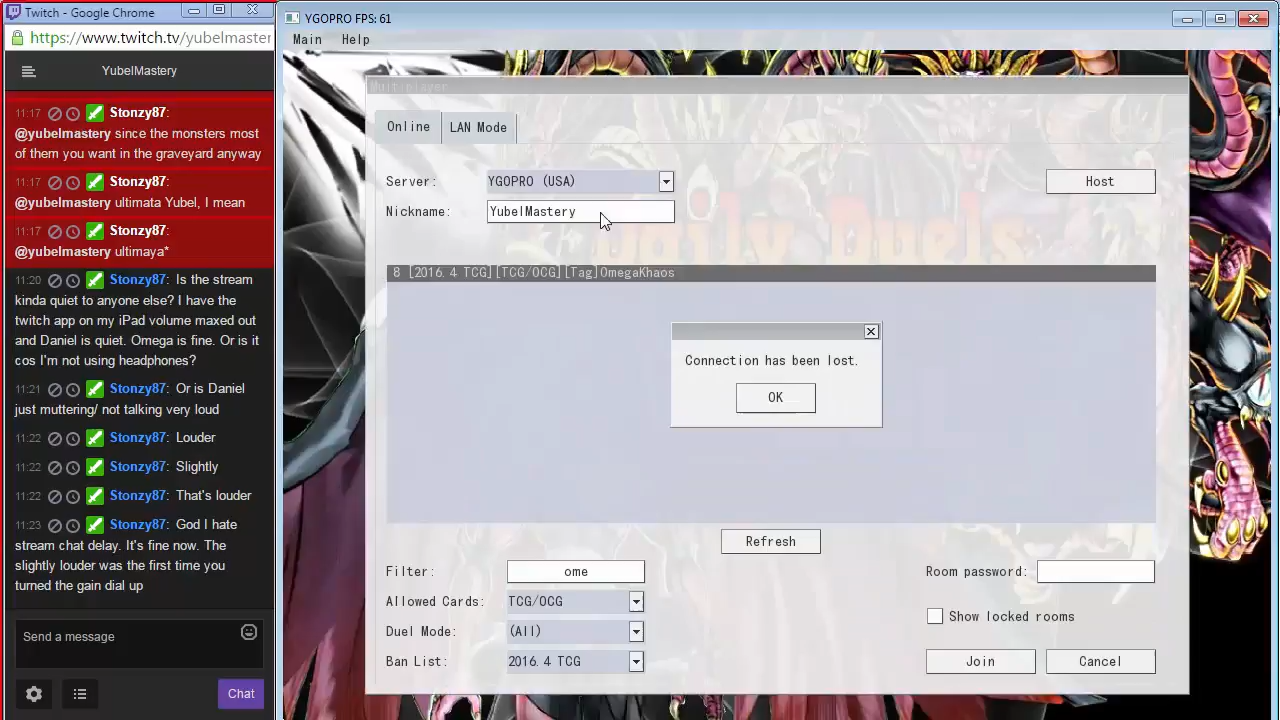 Twitch - Google Chrome
https://www.twitch.tv/yubelmaster
YubelMastery
11:17 Stonzy87:
@yubelmastery since the monsters most
of them you want in the graveyard anyway
11:17 Stonzy87:
@yubelmastery ultimata Yubel, I mean
11:17 Stonzy87:
@yubelmastery ultimaya*
11:20 Stonzy87: Is the stream
kinda quiet to anyone else? I have the
twitch app on my iPad volume maxed out
and Daniel is quiet. Omega is fine. Or is it
cos I'm not using headphones?
11:21 Stonzy87: Or is Daniel
just muttering/ not talking very loud
11:22 Stonzy87: Louder
11:22 Stonzy87: Slightly
11:22 Stonzy87: That's louder
11:23 Stonzy87: God I hate
stream chat delay. It's fine now. The
slightly louder was the first time you
turned the gain dial up
Send a message
Chat
YGOPRO FPS: 61
Main Help
Multiplayer
Online LAN Mode
Server: YGOPRO (USA) Host
Nickname: YubelMastery
Daily Duels
8 [2016.4 TCG][TCG/OCG][Tag]OmegaKhaos
Connection has been lost.
OK
Refresh
Filter: ome Room password:
Allowed Cards: TCG/OCG Show locked rooms
Duel Mode: (All)
Ban List: 2016.4 TCG Join Cancel